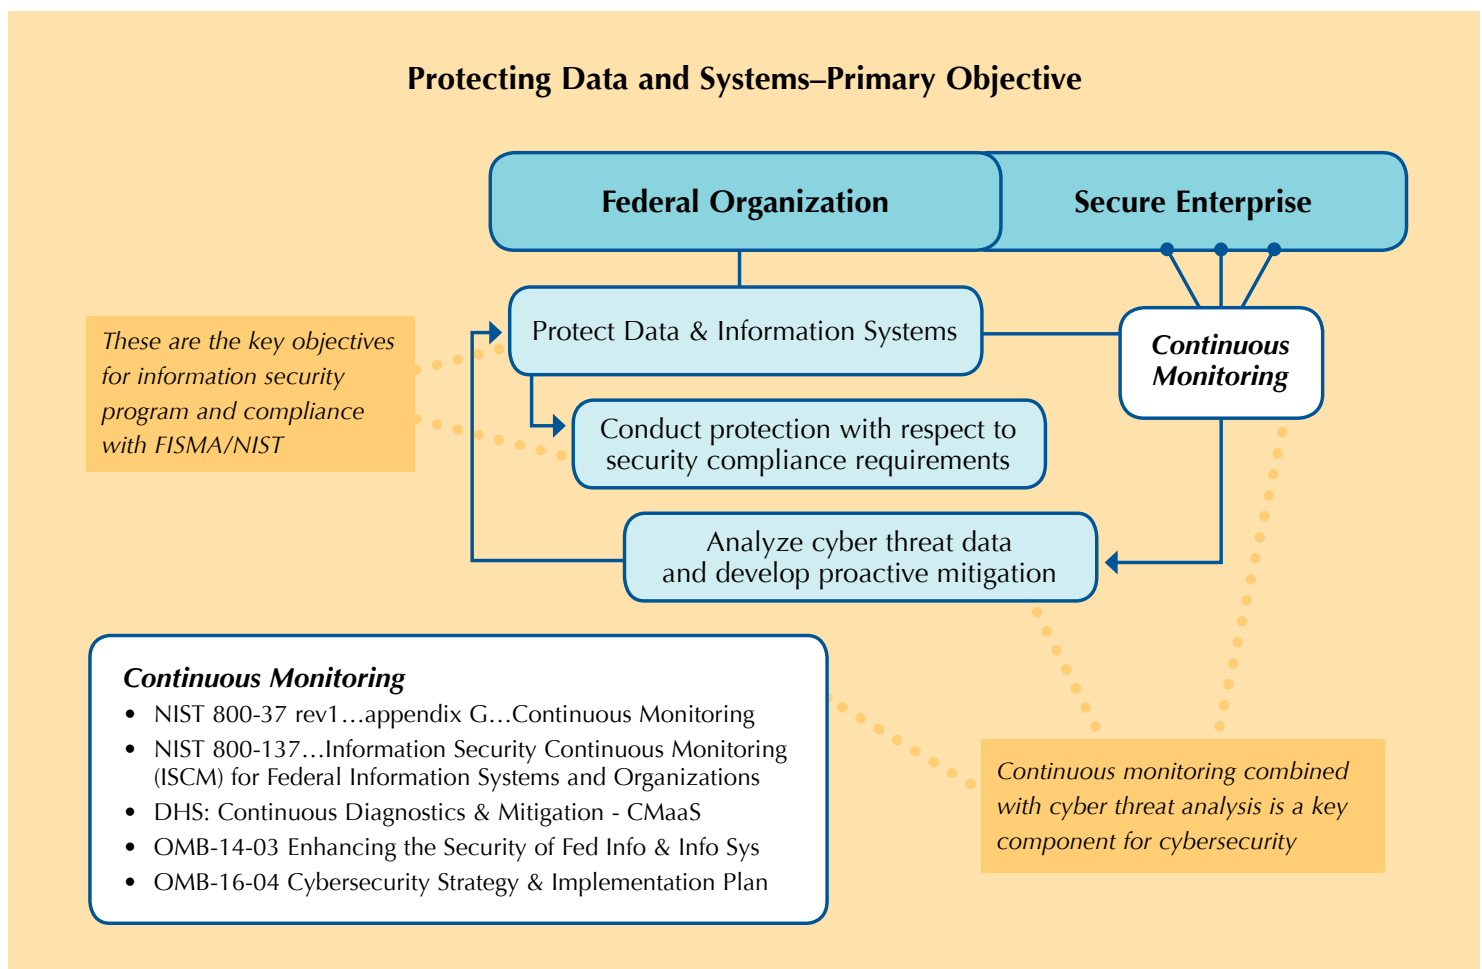 Protecting Data and Systems–Primary Objective
Federal Organization
Secure Enterprise
Protect Data & Information Systems
Continuous
Monitoring
These are the key objectives
for information security
program and compliance
with FISMA/NIST
Conduct protection with respect to
security compliance requirements
Analyze cyber threat data
and develop proactive mitigation
Continuous Monitoring
• NIST 800-37 rev1…appendix G…Continuous Monitoring
• NIST 800-137…Information Security Continuous Monitoring
(ISCM) for Federal Information Systems and Organizations
• DHS: Continuous Diagnostics & Mitigation - CMaaS
• OMB-14-03 Enhancing the Security of Fed Info & Info Sys
• OMB-16-04 Cybersecurity Strategy & Implementation Plan
Continuous monitoring combined
with cyber threat analysis is a key
component for cybersecurity